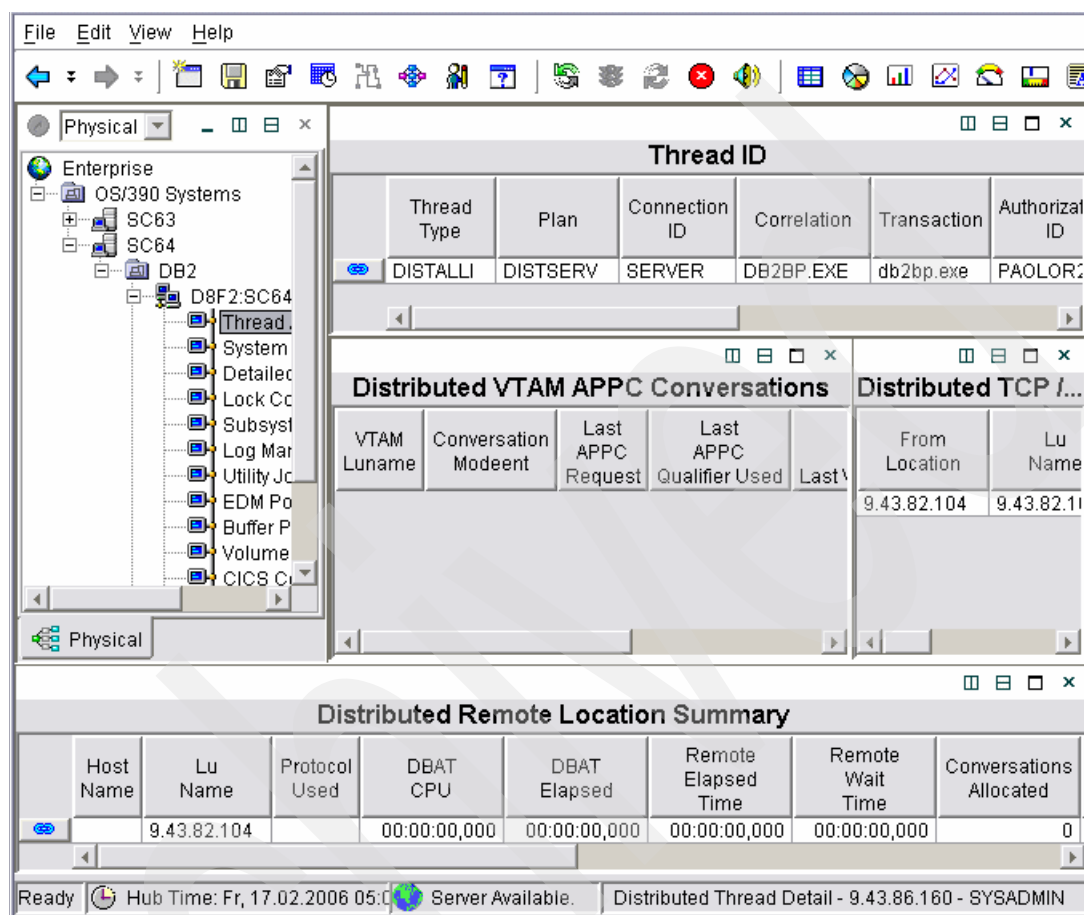 File Edit View Help
Physical
Enterprise
OS/390 Systems
SC63
SC64
DB2
D8F2:SC64
Thread
System
Detailed
Lock Co
Subsyst
Log Mar
Utility Jo
EDM Po
Buffer P
Volume
CICS Co
Physical
Thread ID
Thread Type Plan Connection ID Correlation Transaction Authorizat ID
DISTALLI DISTSERV SERVER DB2BP.EXE db2bp.exe PAOLOR2
Distributed VTAM APPC Conversations
VTAM Luname Conversation Modeent Last APPC Request Last APPC Qualifier Used Last
Distributed TCP /...
From Location Lu Name
9.43.82.104 9.43.82.1
Distributed Remote Location Summary
Host Name Lu Name Protocol Used DBAT CPU DBAT Elapsed Remote Elapsed Time Remote Wait Time Conversations Allocated
9.43.82.104 00:00:00,000 00:00:00,000 00:00:00,000 00:00:00,000 0
Ready Hub Time: Fr, 17.02.2006 05:0 Server Available. Distributed Thread Detail - 9.43.86.160 - SYSADMIN